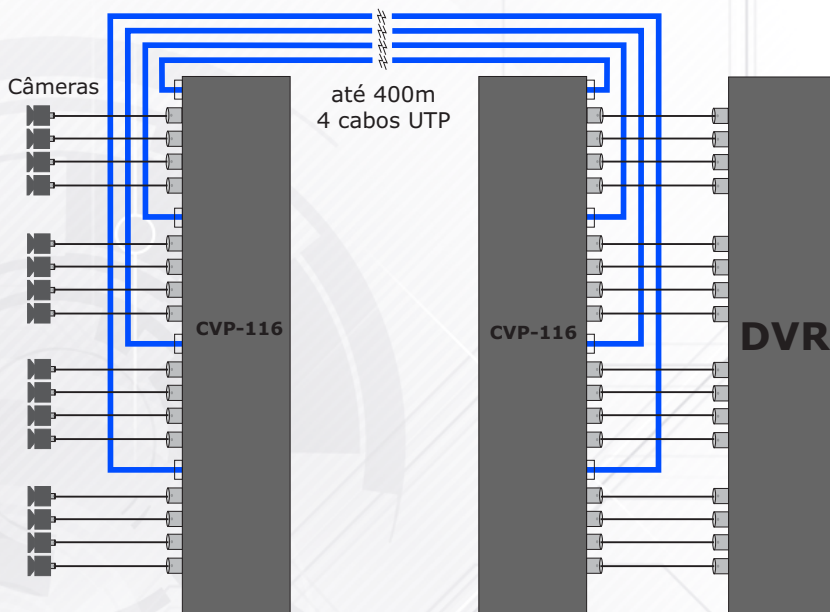 Câmeras
até 400m
4 cabos UTP
CVP-116
CVP-116
DVR